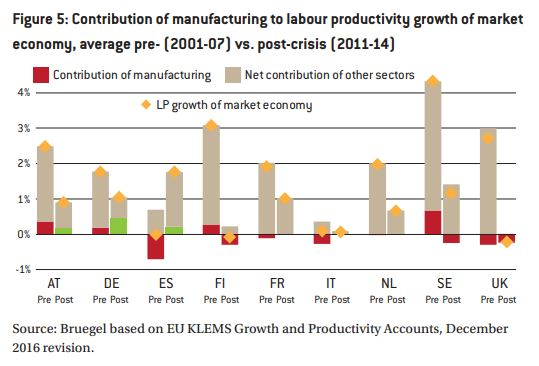 Figure 5: Contribution of manufacturing to labour productivity growth of market
economy, average pre- (2001-07) vs. post-crisis (2011-14)
Contribution of manufacturing
Net contribution of other sectors
LP growth of market economy
4%
3%
2%
1%
0%
-1%
AT DE ES FI FR IT NL SE UK
Pre Post Pre Post Pre Post Pre Post Pre Post Pre Post Pre Post Pre Post Pre Post
Source: Bruegel based on EU KLEMS Growth and Productivity Accounts, December
2016 revision.